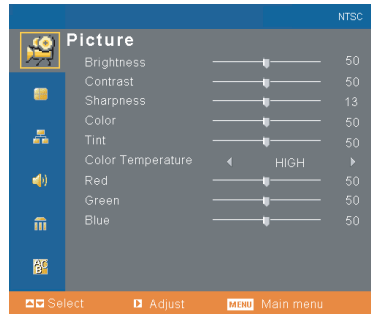 NTSC
Picture
Brightness 50
Contrast 50
Sharpness 13
Color 50
Tint 50
Color Temperature HIGH
Red 50
Green 50
Blue 50
Select Adjust MENU Main menu